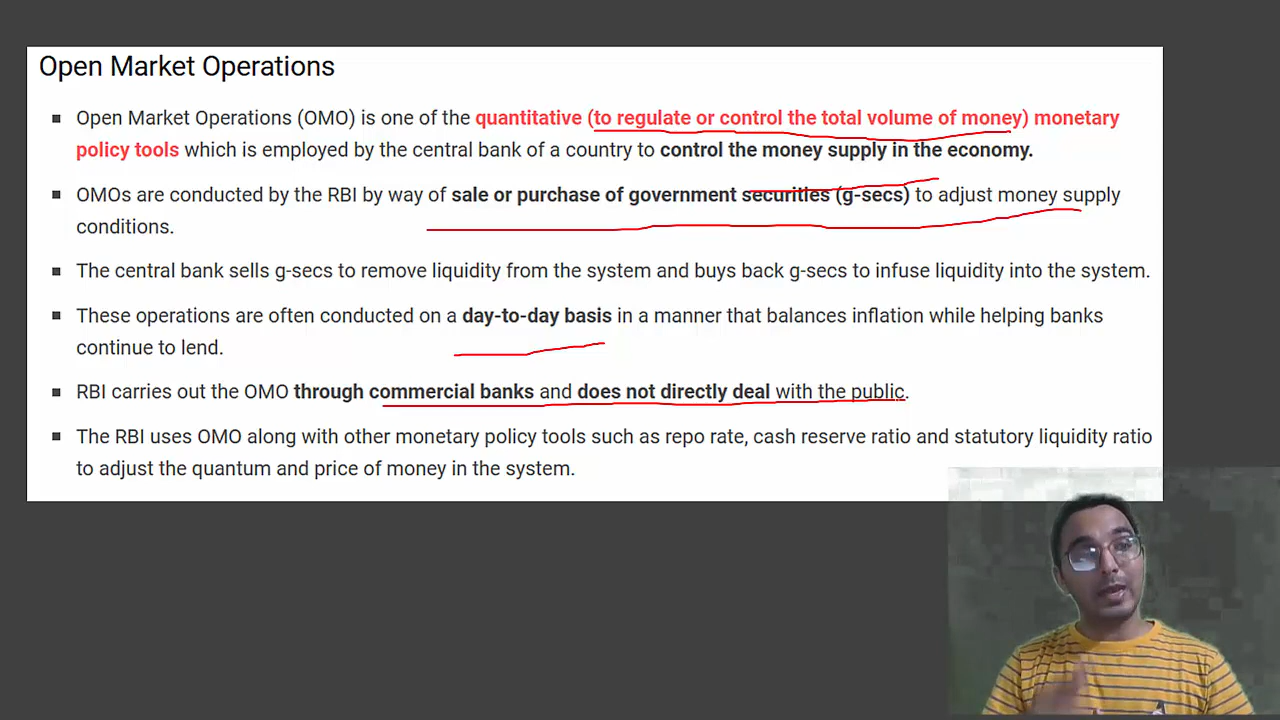 Open Market Operations
▪ Open Market Operations (OMO) is one of the quantitative (to regulate or control the total volume of money) monetary
policy tools which is employed by the central bank of a country to control the money supply in the economy.
▪ OMOs are conducted by the RBI by way of sale or purchase of government securities (g-secs) to adjust money supply
conditions.
▪ The central bank sells g-secs to remove liquidity from the system and buys back g-secs to infuse liquidity into the system.
▪ These operations are often conducted on a day-to-day basis in a manner that balances inflation while helping banks
continue to lend.
▪ RBI carries out the OMO through commercial banks and does not directly deal with the public.
▪ The RBI uses OMO along with other monetary policy tools such as repo rate, cash reserve ratio and statutory liquidity ratio
to adjust the quantum and price of money in the system.